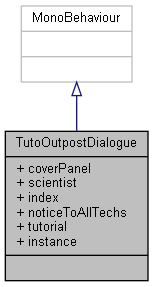 MonoBehaviour
TutoOutpostDialogue
+ coverPanel
+ scientist
+ index
+ noticeToAllTechs
+ tutorial
+ instance